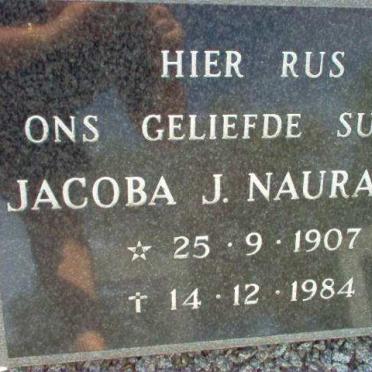 HIER RUS
ONS GELIEFDE SU
JACOBA J. NAURA
☆ 25·9·1907
† 14·12·1984